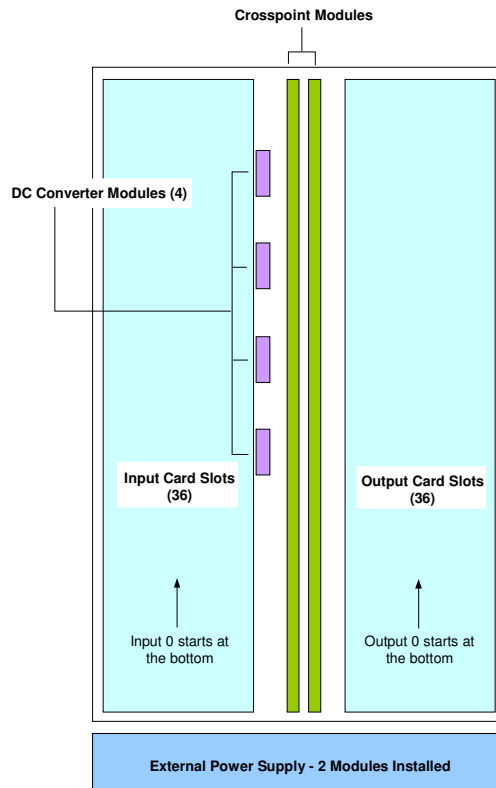 Crosspoint Modules
DC Converter Modules (4)
Input Card Slots
(36)
Output Card Slots
(36)
Input 0 starts at
the bottom
Output 0 starts at
the bottom
External Power Supply - 2 Modules Installed